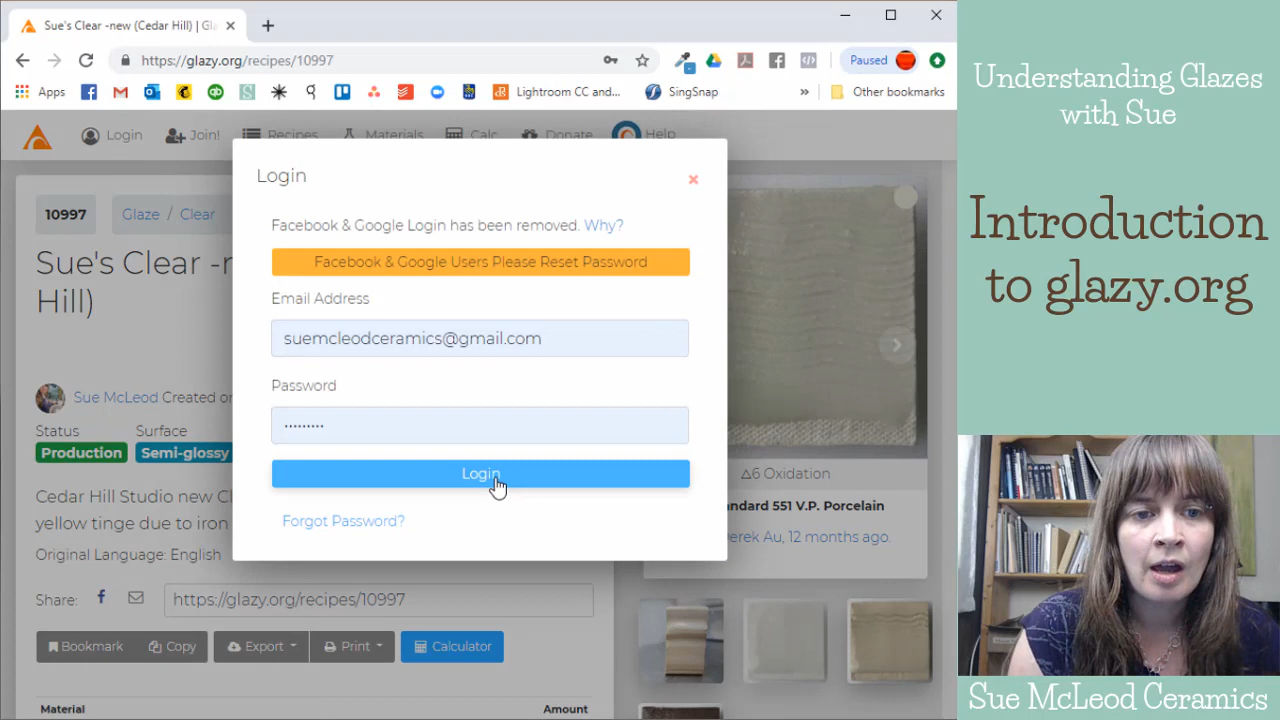 Sue's Clear -new (Cedar Hill) | Gla
https://glazy.org/recipes/10997
Paused
Apps
Lightroom CC and...
SingSnap
»
Other bookmarks
Login
Join!
Recipes
Materials
Calc
Donate
Help
10997
Glaze / Clear
Sue's Clear -n
Hill)
Sue McLeod Created on
Status
Surface
Production
Semi-glossy
Cedar Hill Studio new Cl
yellow tinge due to iron
Original Language: English
Share:
https://glazy.org/recipes/10997
Bookmark
Copy
Export
Print
Calculator
Material
Amount
Login
Facebook & Google Login has been removed. Why?
Facebook & Google Users Please Reset Password
Email Address
suemcleodceramics@gmail.com
Password
Login
Forgot Password?
Δ6 Oxidation
ndard 551 V.P. Porcelain
erek Au, 12 months ago.
Understanding Glazes
with Sue
Introduction
to glazy.org
Sue McLeod Ceramics